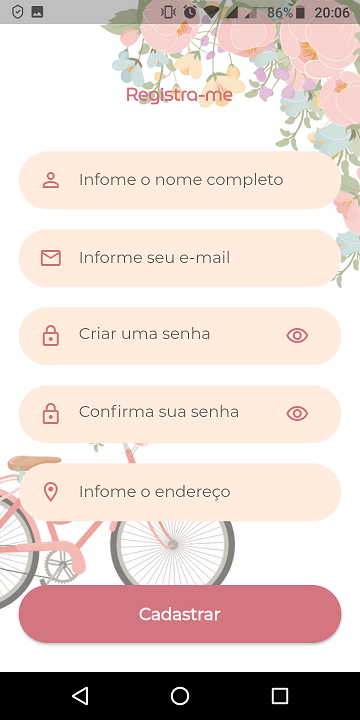 86% 20:06
Registra-me
Infome o nome completo
Informe seu e-mail
Criar uma senha
Confirma sua senha
Infome o endereço
Cadastrar